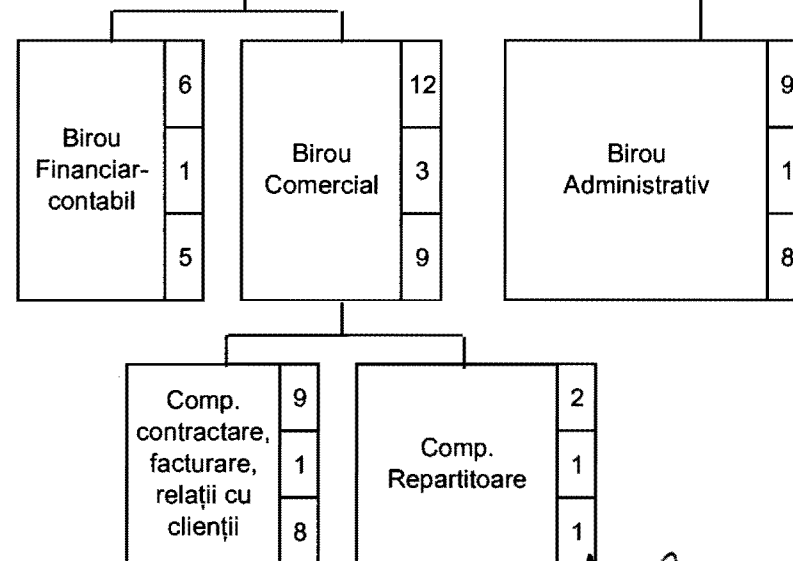 Birou
Financiar-
contabil
6
1
5
Birou
Comercial
12
3
9
Birou
Administrativ
9
1
8
Comp.
contractare,
facturare,
relații cu
clienții
9
1
8
Comp.
Repartitoare
2
1
1